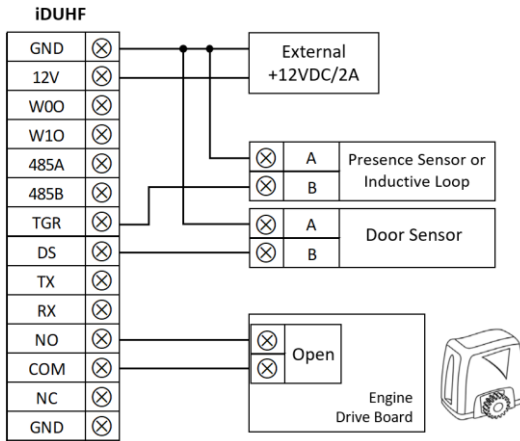 iDUHF
GND
12V
W0O
W1O
485A
485B
TGR
DS
TX
RX
NO
COM
NC
GND
External
+12VDC/2A
A
B
Presence Sensor or
Inductive Loop
A
B
Door Sensor
Open
Engine
Drive Board